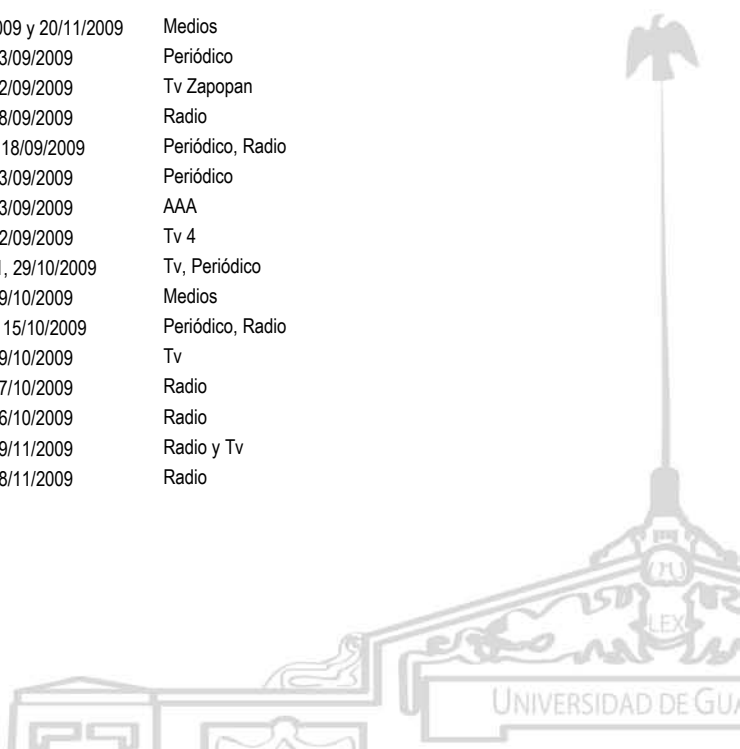 009 y 20/11/2009 Medios
3/09/2009 Periódico
2/09/2009 Tv Zapopan
8/09/2009 Radio
18/09/2009 Periódico, Radio
3/09/2009 Periódico
3/09/2009 AAA
2/09/2009 Tv 4
, 29/10/2009 Tv, Periódico
9/10/2009 Medios
15/10/2009 Periódico, Radio
9/10/2009 Tv
7/10/2009 Radio
6/10/2009 Radio
9/11/2009 Radio y Tv
8/11/2009 Radio
LEX
UNIVERSIDAD DE GUA